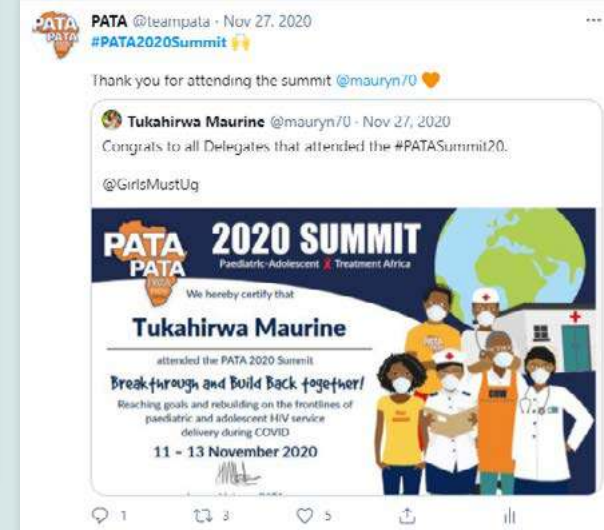 PATA @teampata · Nov 27, 2020
#PATA2020Summit
Thank you for attending the summit @mauryn70
Tukahirwa Maurine @mauryn70 · Nov 27, 2020
Congrats to all Delegates that attended the #PATASummit20.
@GirlsMustUg
PATA
PATA
2020 SUMMIT
Paediatric-Adolescent Treatment Africa
We hereby certify that
Tukahirwa Maurine
attended the PATA 2020 Summit
Breakthrough and Build Back together!
Reaching goals and rebuilding on the frontlines of
paediatric and adolescent HIV service
delivery during COVID
11 – 13 November 2020
1 3 5